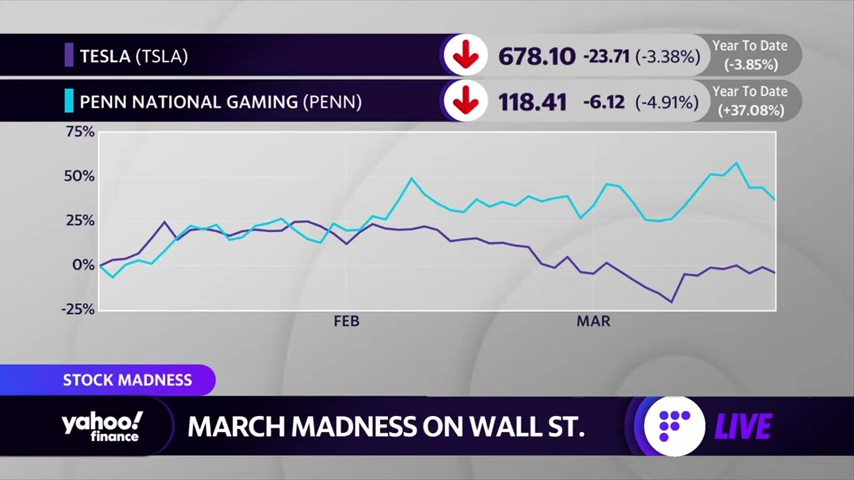 TESLA (TSLA) 678.10 -23.71 (-3.38%) Year To Date (-3.85%)
PENN NATIONAL GAMING (PENN) 118.41 -6.12 (-4.91%) Year To Date (+37.08%)
75%
50%
25%
0%
-25%
FEB MAR
STOCK MADNESS
yahoo! finance
MARCH MADNESS ON WALL ST.
LIVE